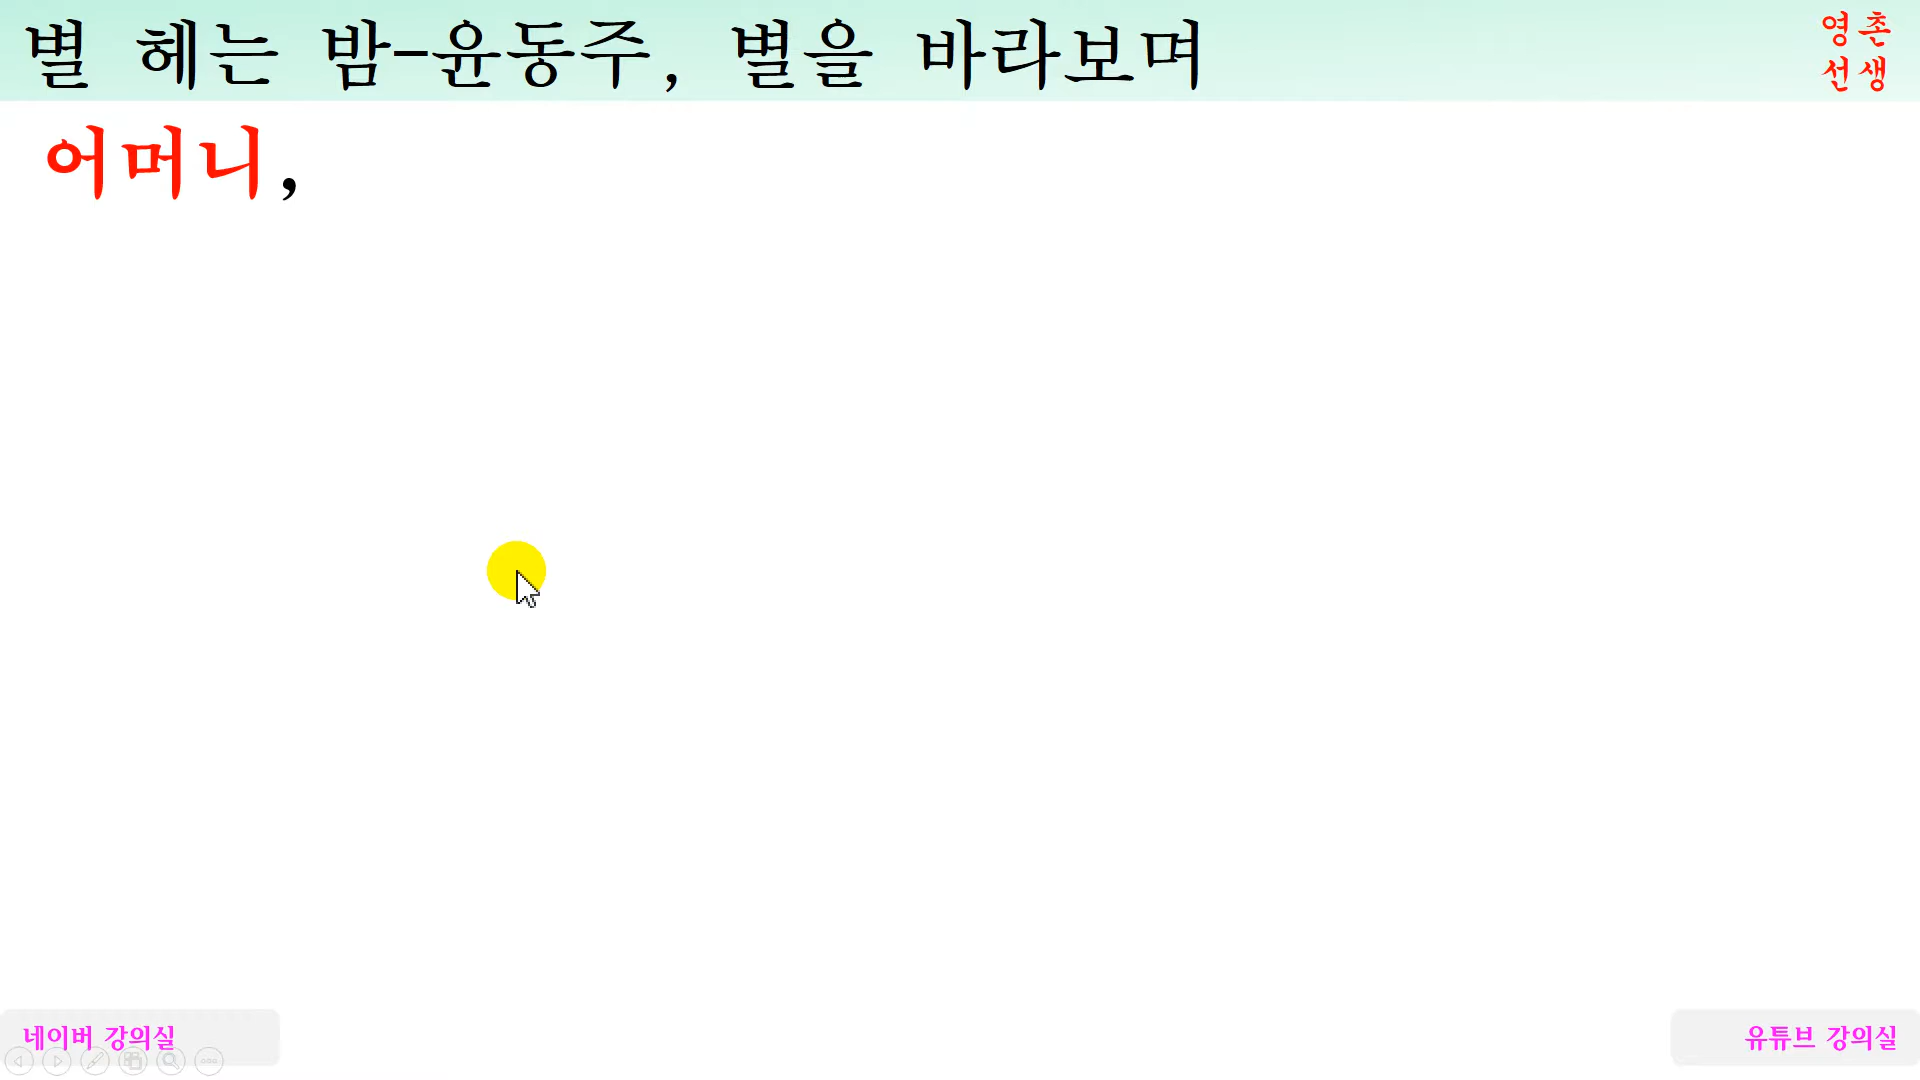 별 헤는 밤-윤동주, 별을 바라보며
영촌
선생
어머니,
네이버 강의실
유튜브 강의실